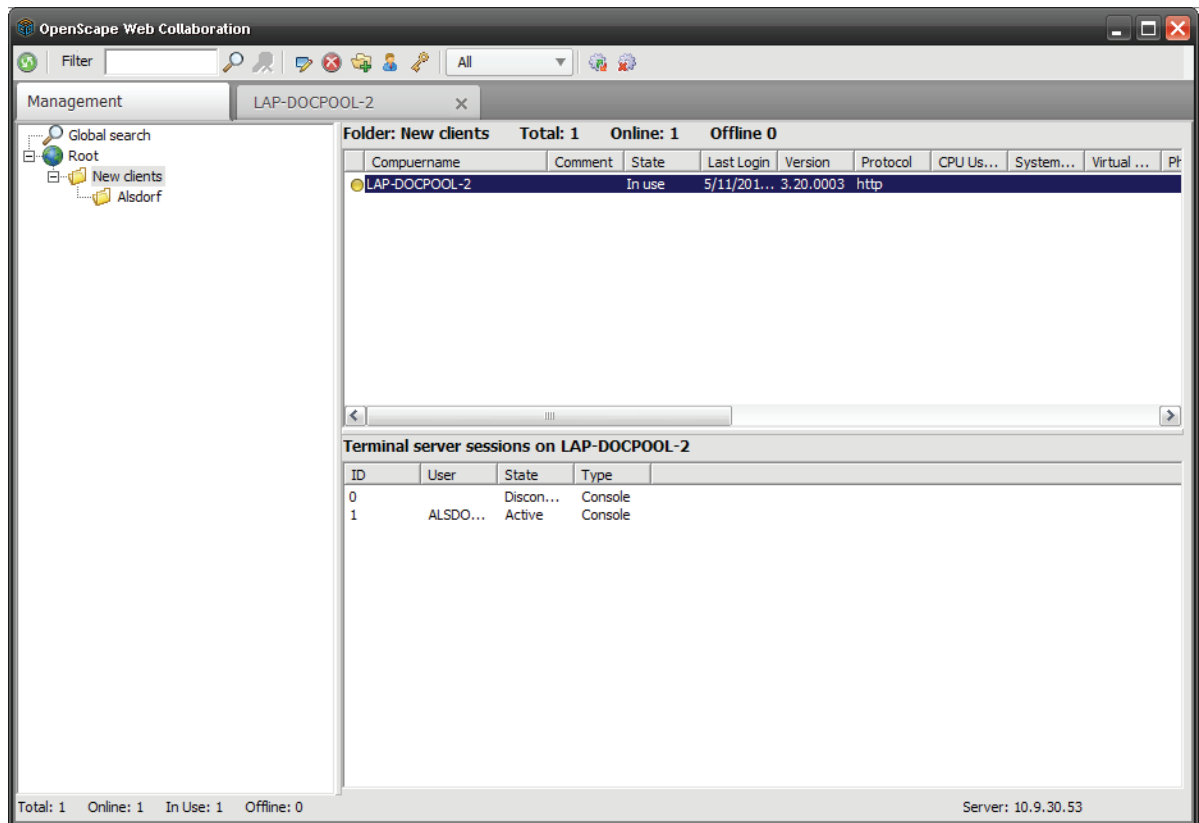 OpenScape Web Collaboration
Filter All
Management LAP-DOCPOOL-2
Global search
Root
New clients
Alsdorf
Folder: New clients Total: 1 Online: 1 Offline 0
Compuername Comment State Last Login Version Protocol CPU Us... System... Virtual ... Ph
LAP-DOCPOOL-2 In use 5/11/201... 3.20.0003 http
Terminal server sessions on LAP-DOCPOOL-2
ID User State Type
0 Discon... Console
1 ALSDO... Active Console
Total: 1 Online: 1 In Use: 1 Offline: 0 Server: 10.9.30.53